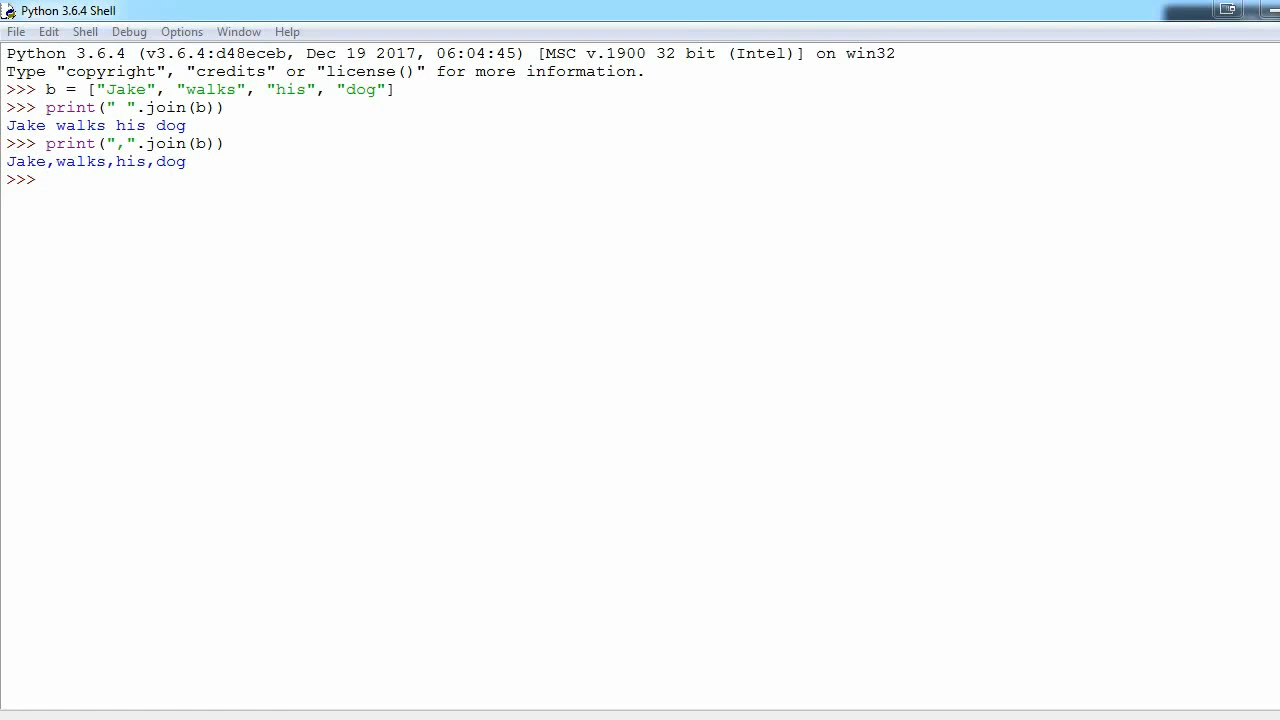 Python 3.6.4 Shell
File Edit Shell Debug Options Window Help
Python 3.6.4 (v3.6.4:d48eceb, Dec 19 2017, 06:04:45) [MSC v.1900 32 bit (Intel)] on win32
Type "copyright", "credits" or "license()" for more information.
>>> b = ["Jake", "walks", "his", "dog"]
>>> print(" ".join(b))
Jake walks his dog
>>> print(",".join(b))
Jake,walks,his,dog
>>>